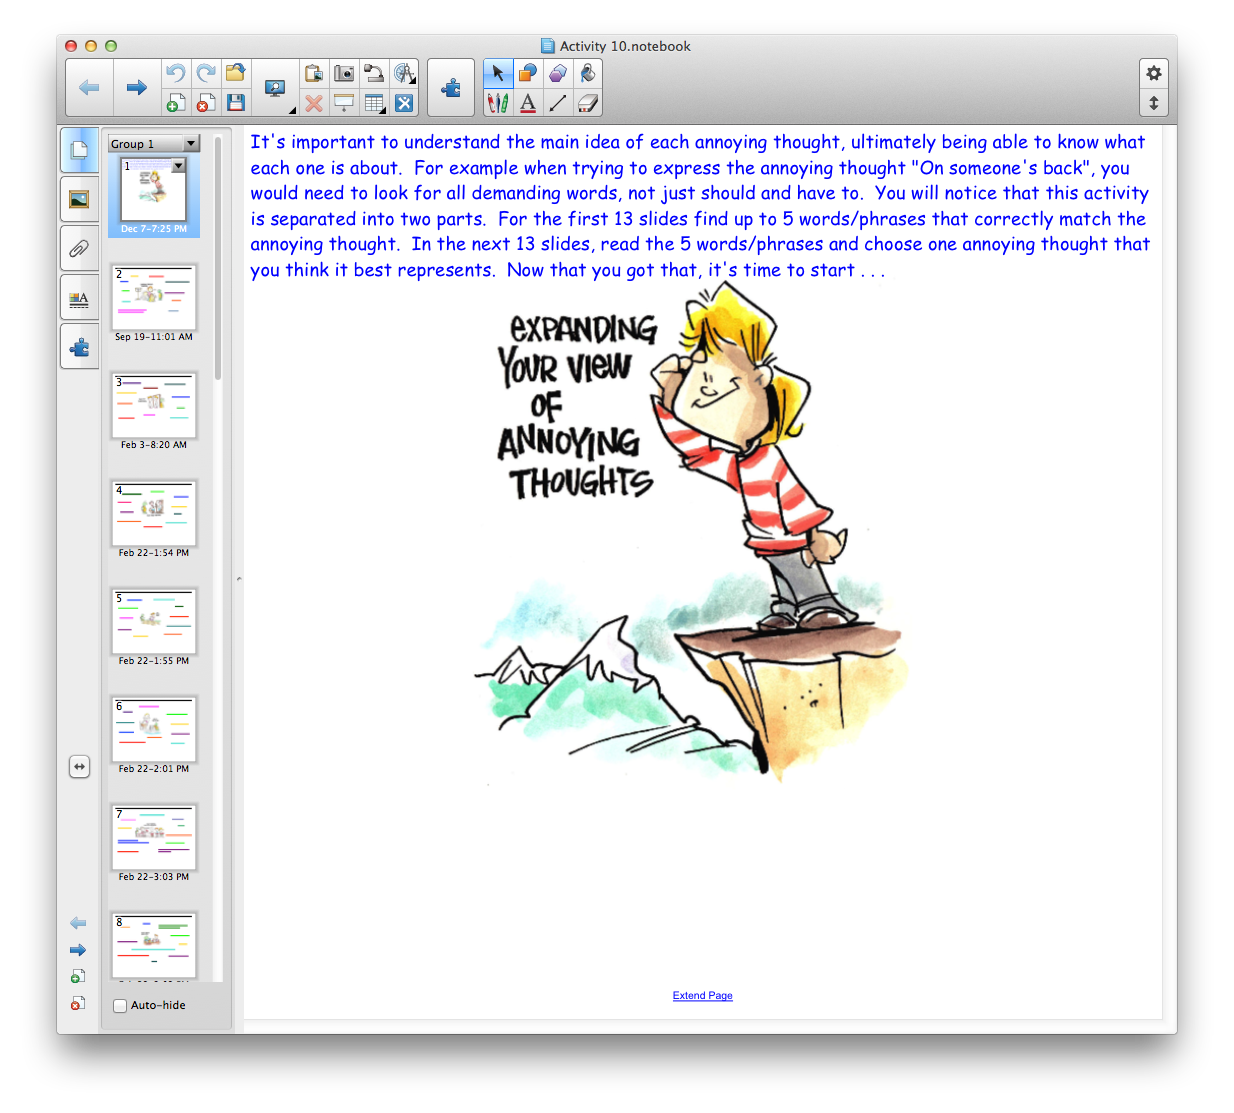 Activity 10.notebook
Group 1
1
Dec 7-7:25 PM
2
Sep 19-11:01 AM
3
Feb 3-8:20 AM
4
Feb 22-1:54 PM
5
Feb 22-1:55 PM
6
Feb 22-2:01 PM
7
Feb 22-3:03 PM
8
Auto-hide
It's important to understand the main idea of each annoying thought, ultimately being able to know what
each one is about.  For example when trying to express the annoying thought "On someone's back", you
would need to look for all demanding words, not just should and have to.  You will notice that this activity
is separated into two parts.  For the first 13 slides find up to 5 words/phrases that correctly match the
annoying thought.  In the next 13 slides, read the 5 words/phrases and choose one annoying thought that
you think it best represents.  Now that you got that, it's time to start . . .
EXPANDING
YOUR VIEW
OF
ANNOYING
THOUGHTS
Extend Page